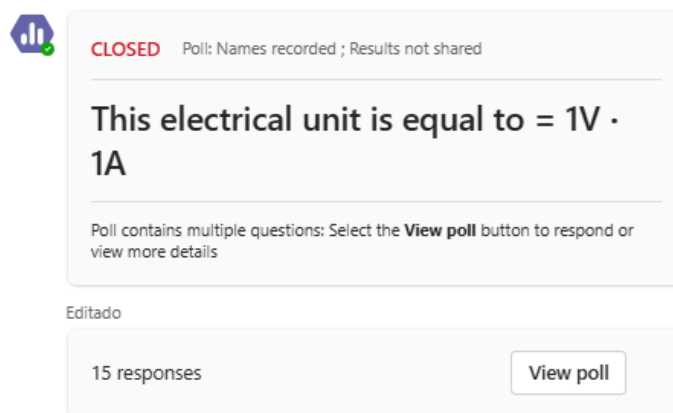 CLOSED Poll: Names recorded ; Results not shared
This electrical unit is equal to = 1V ·
1A
Poll contains multiple questions: Select the View poll button to respond or
view more details
Editado
15 responses View poll